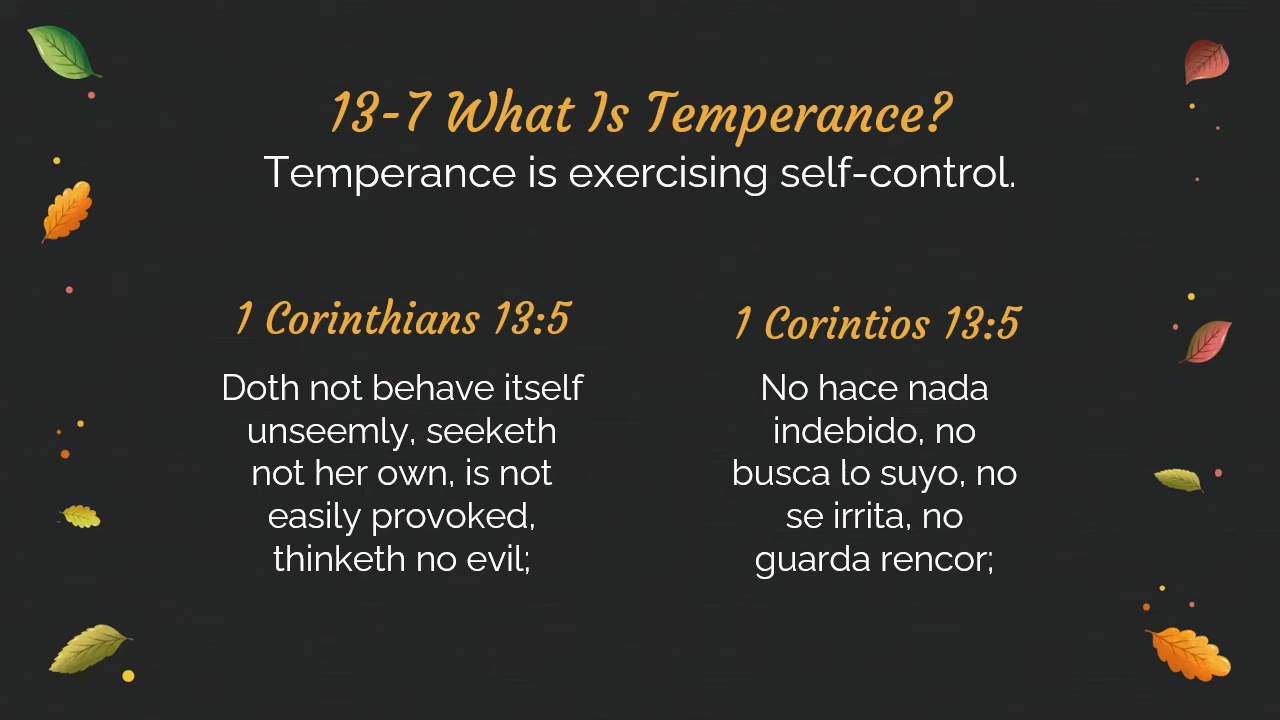 13-7 What Is Temperance?
Temperance is exercising self-control.
1 Corinthians 13:5
Doth not behave itself
unseemly, seeketh
not her own, is not
easily provoked,
thinketh no evil;
1 Corintios 13:5
No hace nada
indebido, no
busca lo suyo, no
se irrita, no
guarda rencor;